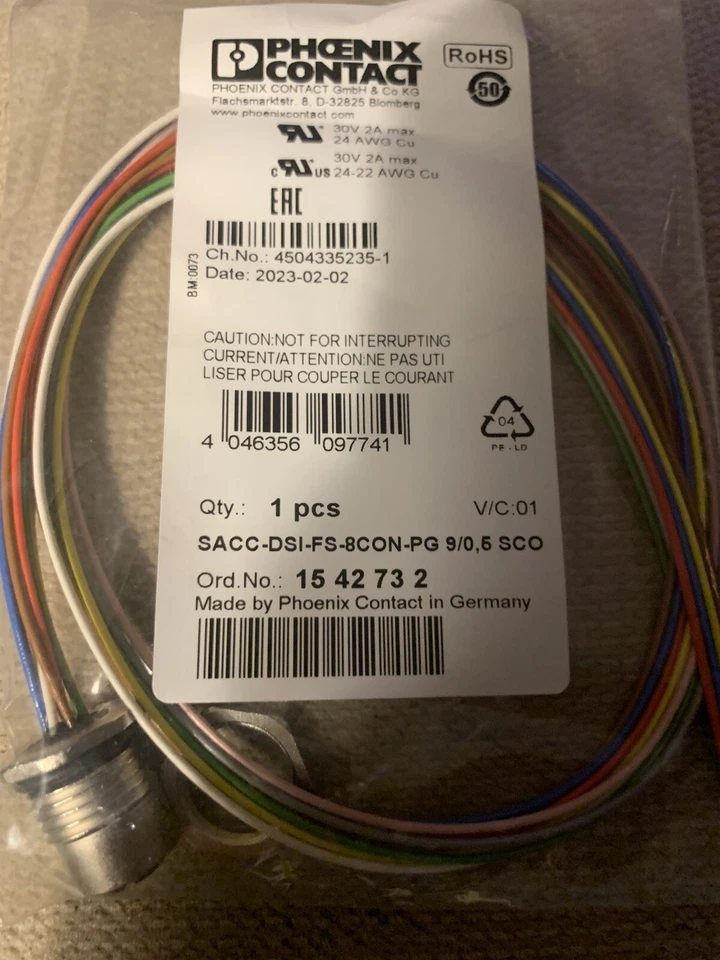 PHŒNIX
CONTACT
RoHS
PHOENIX CONTACT GmbH & Co KG
Flachsmarktstr. 8, D-32825 Blomberg
www.phoenixcontact.com
50
30V 2A max
24 AWG Cu
c US
30V 2A max
24-22 AWG Cu
EAC
BM:0073
Ch.No.: 4504335235-1
Date: 2023-02-02
CAUTION:NOT FOR INTERRUPTING
CURRENT/ATTENTION:NE PAS UTI
LISER POUR COUPER LE COURANT
4 046356 097741
04
PE-LD
Qty.: 1 pcs V/C:01
SACC-DSI-FS-8CON-PG 9/0,5 SCO
Ord.No.: 15 42 73 2
Made by Phoenix Contact in Germany